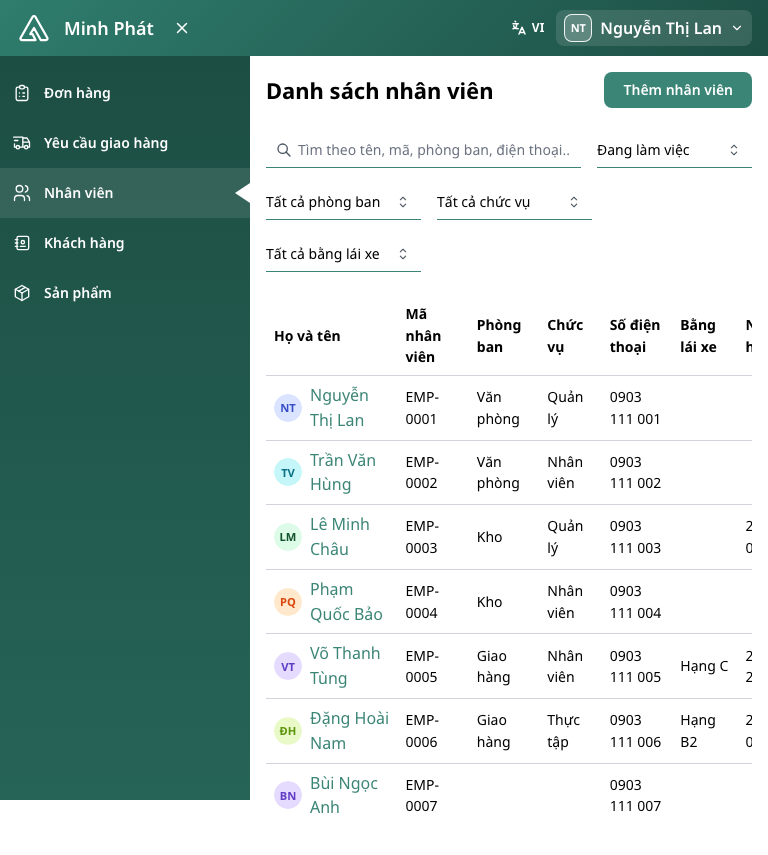 Minh Phát
VI
NT
Nguyễn Thị Lan
Đơn hàng
Yêu cầu giao hàng
Nhân viên
Khách hàng
Sản phẩm
Danh sách nhân viên
Thêm nhân viên
Tìm theo tên, mã, phòng ban, điện thoại..
Đang làm việc
Tất cả phòng ban
Tất cả chức vụ
Tất cả bằng lái xe
Họ và tên
Mã
nhân
viên
Phòng
ban
Chức
vụ
Số điện
thoại
Bằng
lái xe
NT
Nguyễn
Thị Lan
EMP-
0001
Văn
phòng
Quản
lý
0903
111 001
TV
Trần Văn
Hùng
EMP-
0002
Văn
phòng
Nhân
viên
0903
111 002
LM
Lê Minh
Châu
EMP-
0003
Kho
Quản
lý
0903
111 003
PQ
Phạm
Quốc Bảo
EMP-
0004
Kho
Nhân
viên
0903
111 004
VT
Võ Thanh
Tùng
EMP-
0005
Giao
hàng
Nhân
viên
0903
111 005
Hạng C
ĐH
Đặng Hoài
Nam
EMP-
0006
Giao
hàng
Thực
tập
0903
111 006
Hạng
B2
BN
Bùi Ngọc
Anh
EMP-
0007
0903
111 007